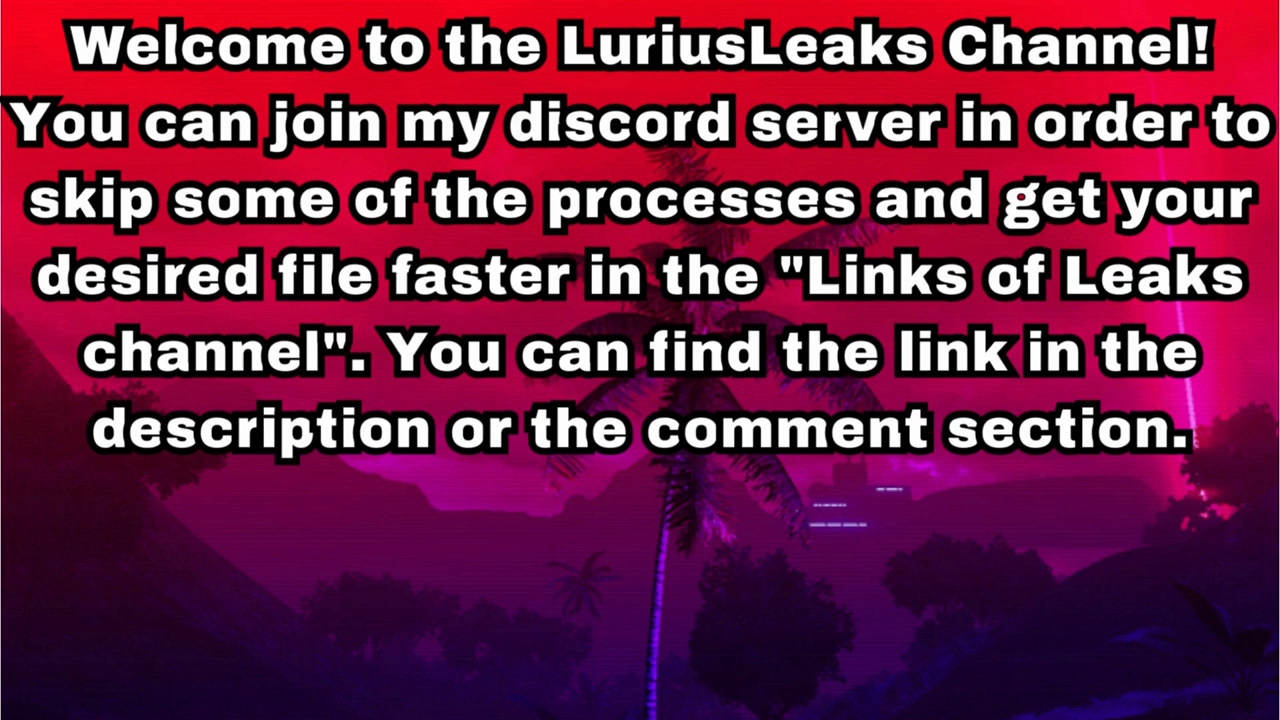 Welcome to the LuriusLeaks Channel!
You can join my discord server in order to
skip some of the processes and get your
desired file faster in the "Links of Leaks
channel". You can find the link in the
description or the comment section.